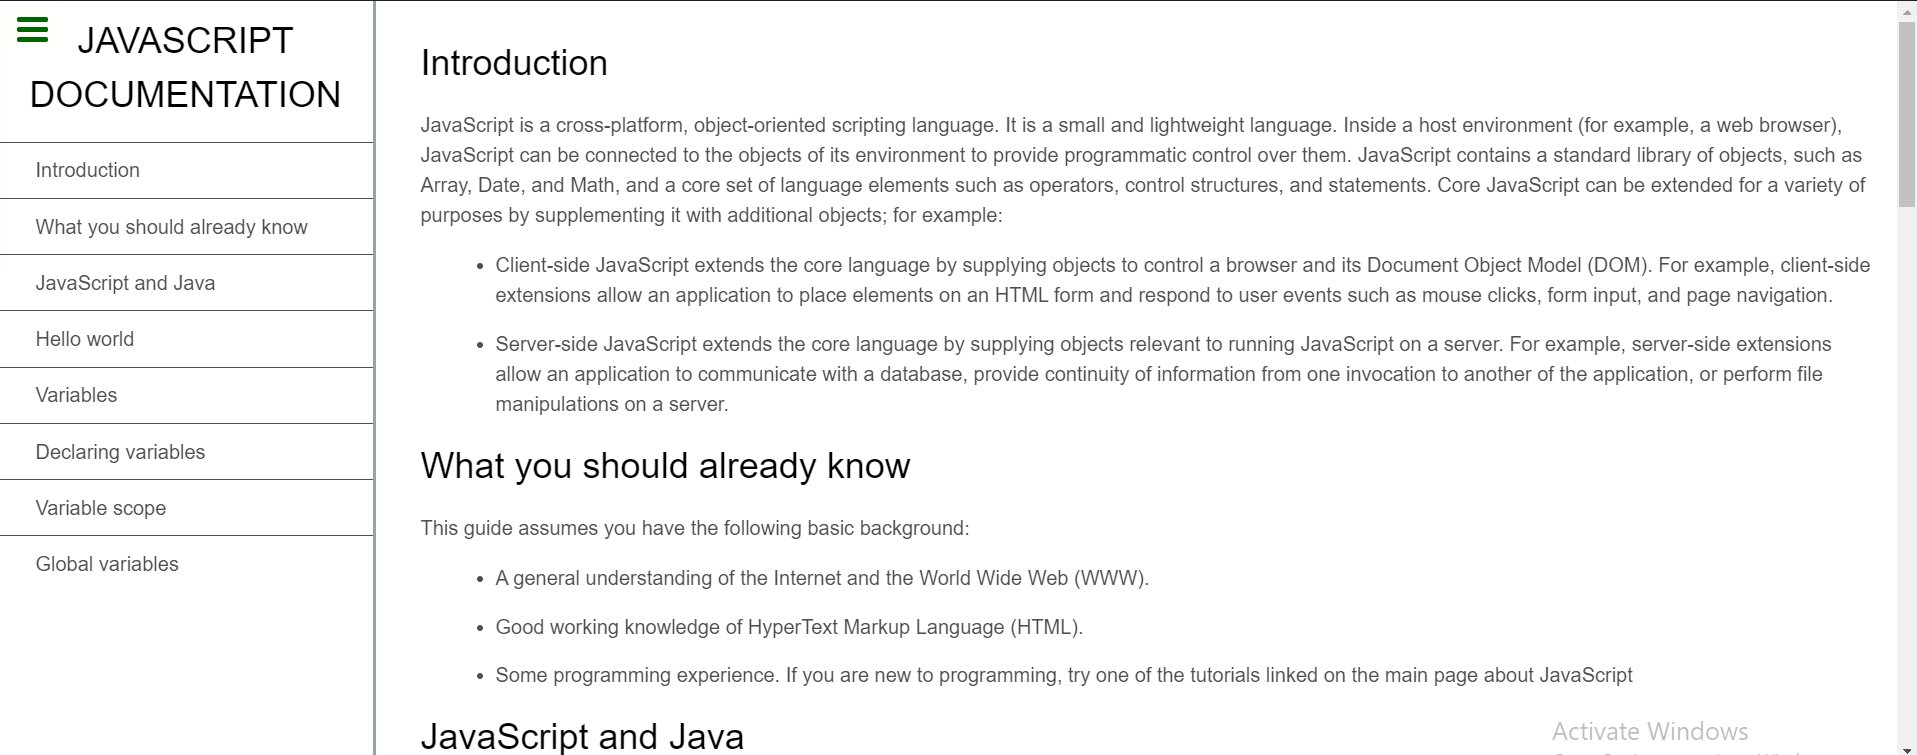 JAVASCRIPT
DOCUMENTATION
Introduction
What you should already know
JavaScript and Java
Hello world
Variables
Declaring variables
Variable scope
Global variables
Introduction
JavaScript is a cross-platform, object-oriented scripting language. It is a small and lightweight language. Inside a host environment (for example, a web browser),
JavaScript can be connected to the objects of its environment to provide programmatic control over them. JavaScript contains a standard library of objects, such as
Array, Date, and Math, and a core set of language elements such as operators, control structures, and statements. Core JavaScript can be extended for a variety of
purposes by supplementing it with additional objects; for example:
• Client-side JavaScript extends the core language by supplying objects to control a browser and its Document Object Model (DOM). For example, client-side
extensions allow an application to place elements on an HTML form and respond to user events such as mouse clicks, form input, and page navigation.
• Server-side JavaScript extends the core language by supplying objects relevant to running JavaScript on a server. For example, server-side extensions
allow an application to communicate with a database, provide continuity of information from one invocation to another of the application, or perform file
manipulations on a server.
What you should already know
This guide assumes you have the following basic background:
• A general understanding of the Internet and the World Wide Web (WWW).
• Good working knowledge of HyperText Markup Language (HTML).
• Some programming experience. If you are new to programming, try one of the tutorials linked on the main page about JavaScript
JavaScript and Java
Activate Windows